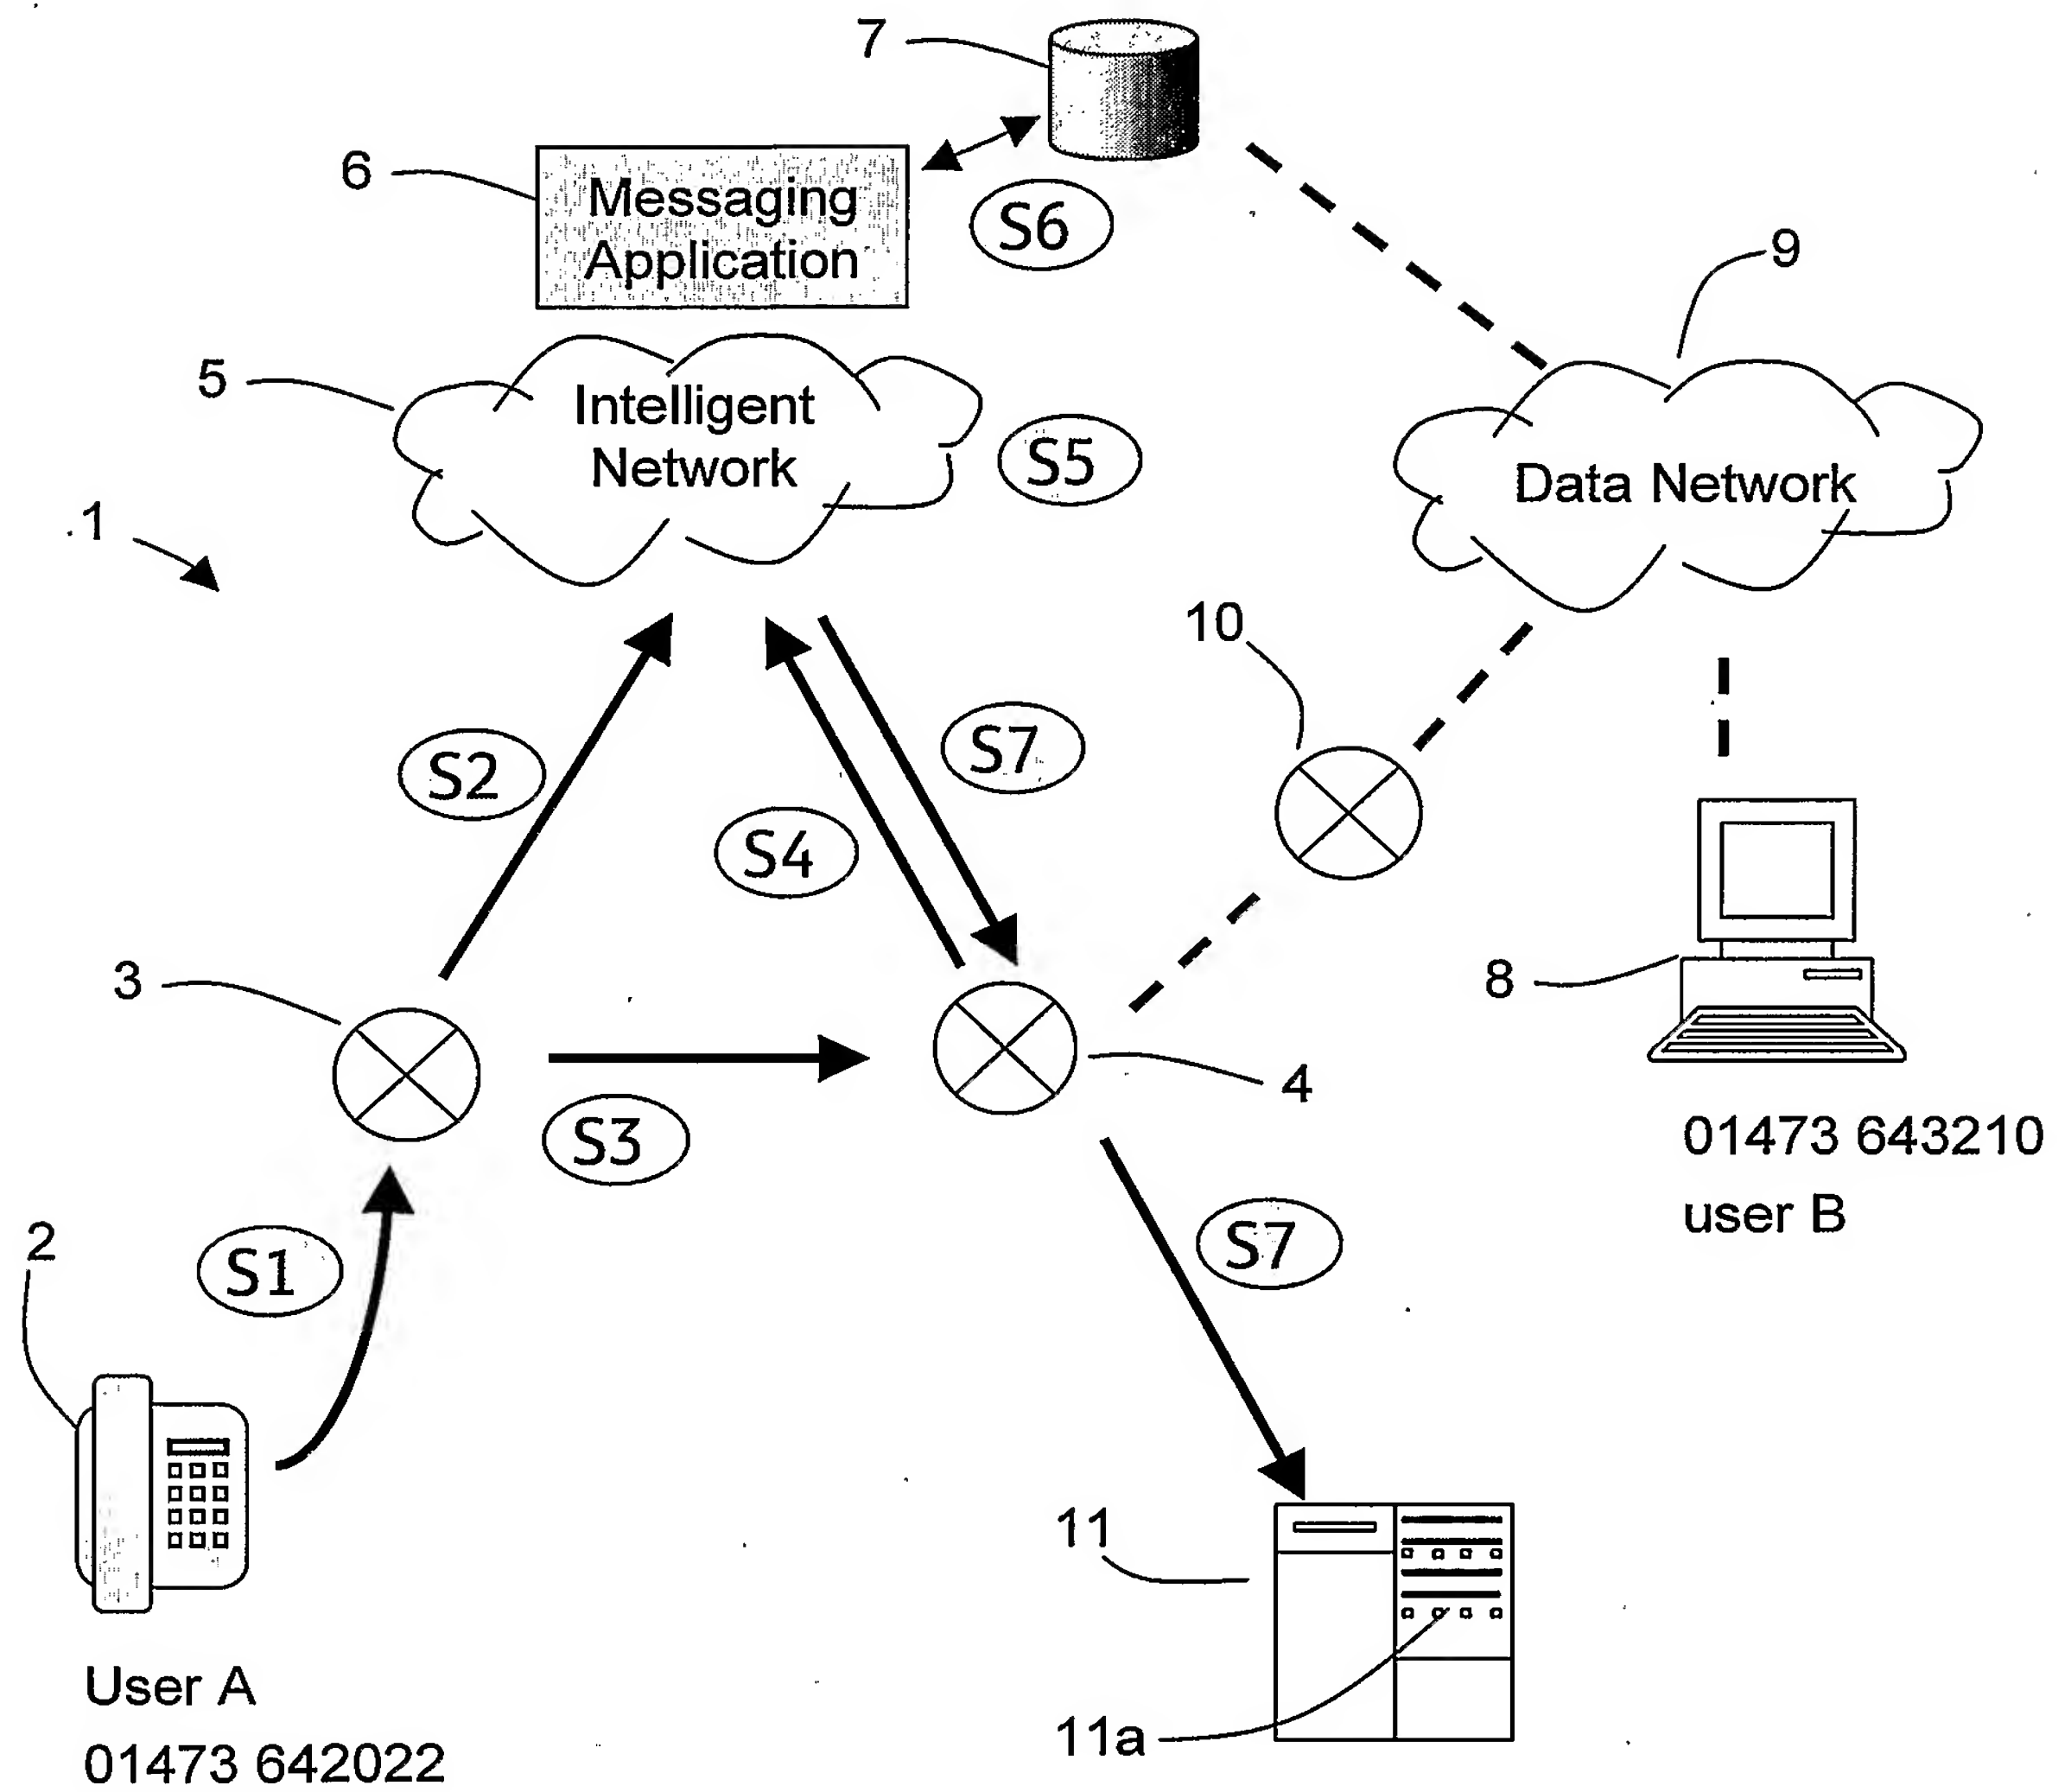 7
6
Messaging
Application
S6
9
5
Intelligent
Network
S5
Data Network
1
10
S2
S7
S4
3
8
4
S3
01473 643210
user B
2
S1
S7
11
11a
User A
01473 642022